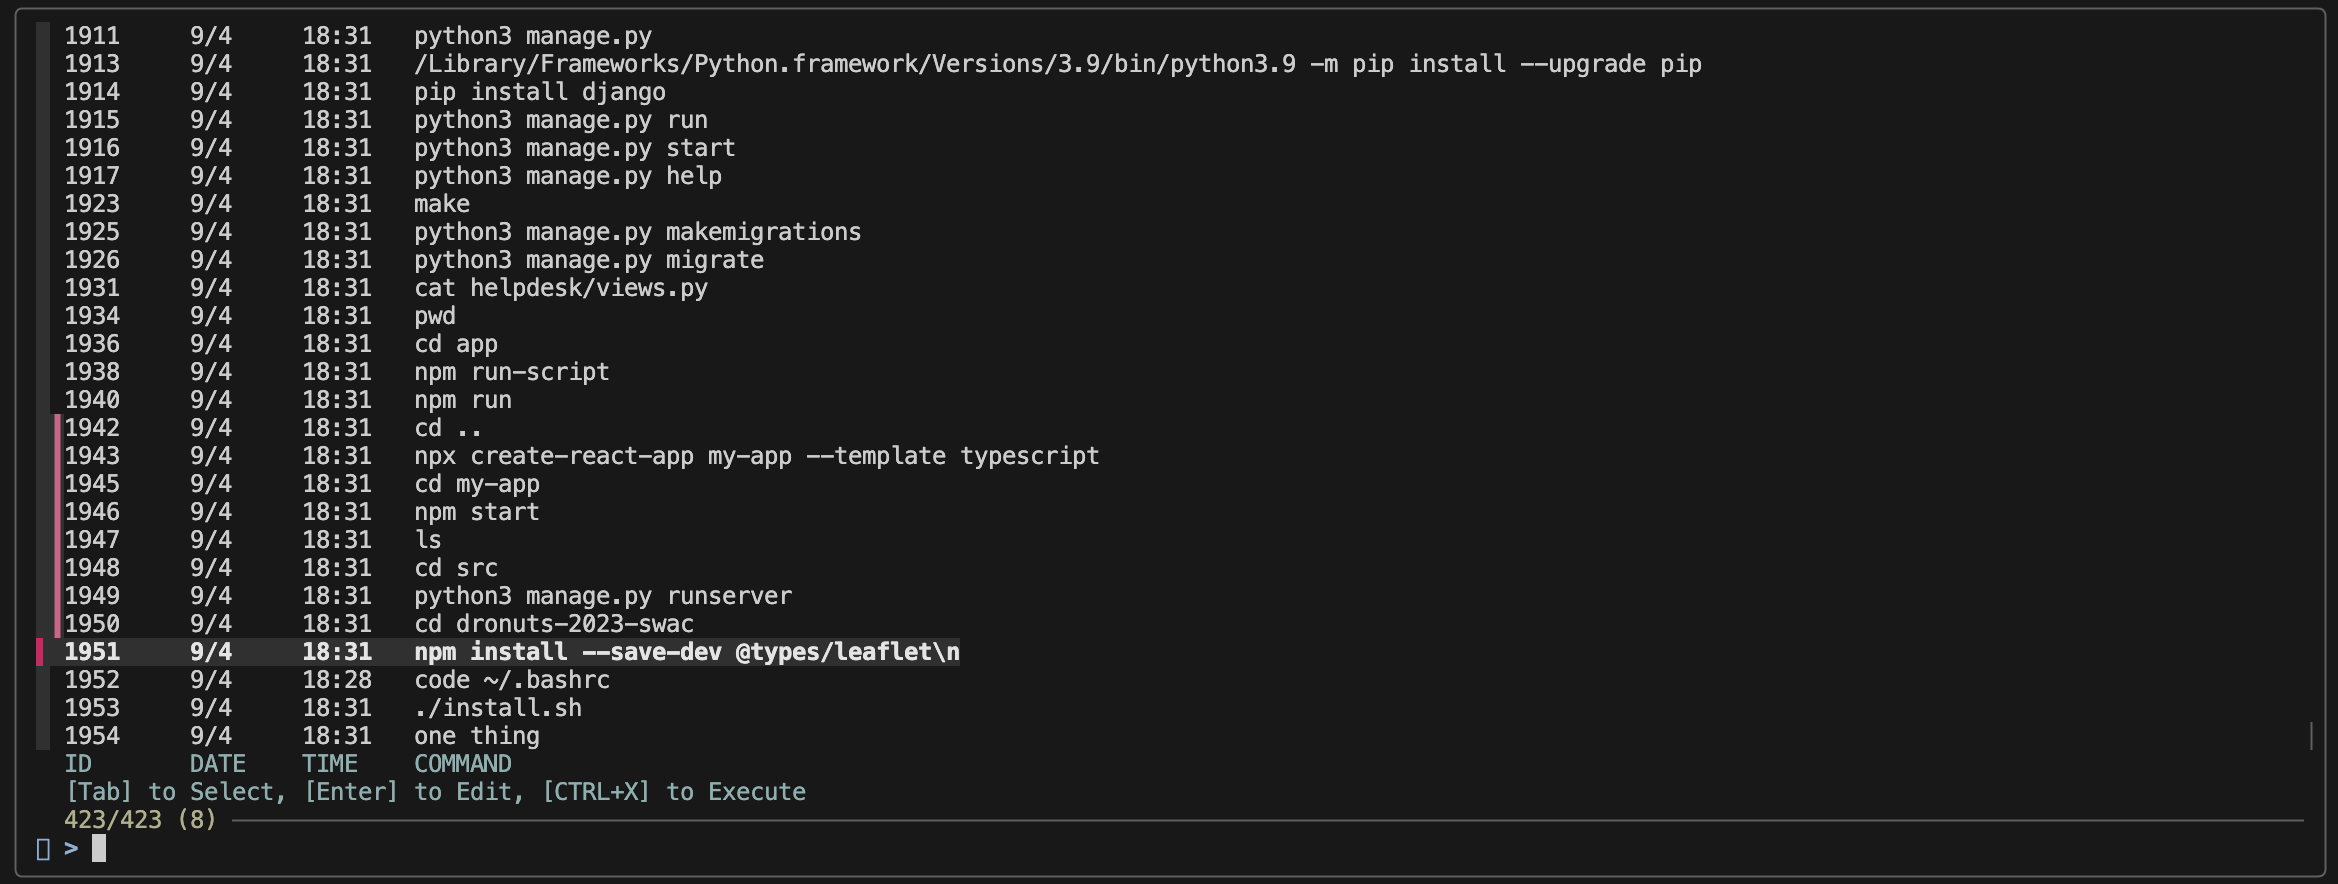 1911 9/4 18:31 python3 manage.py
1913 9/4 18:31 /Library/Frameworks/Python.framework/Versions/3.9/bin/python3.9 -m pip install --upgrade pip
1914 9/4 18:31 pip install django
1915 9/4 18:31 python3 manage.py run
1916 9/4 18:31 python3 manage.py start
1917 9/4 18:31 python3 manage.py help
1923 9/4 18:31 make
1925 9/4 18:31 python3 manage.py makemigrations
1926 9/4 18:31 python3 manage.py migrate
1931 9/4 18:31 cat helpdesk/views.py
1934 9/4 18:31 pwd
1936 9/4 18:31 cd app
1938 9/4 18:31 npm run-script
1940 9/4 18:31 npm run
1942 9/4 18:31 cd ..
1943 9/4 18:31 npx create-react-app my-app --template typescript
1945 9/4 18:31 cd my-app
1946 9/4 18:31 npm start
1947 9/4 18:31 ls
1948 9/4 18:31 cd src
1949 9/4 18:31 python3 manage.py runserver
1950 9/4 18:31 cd dronuts-2023-swac
1951 9/4 18:31 npm install --save-dev @types/leaflet\n
1952 9/4 18:28 code ~/.bashrc
1953 9/4 18:31 ./install.sh
1954 9/4 18:31 one thing
ID DATE TIME COMMAND
[Tab] to Select, [Enter] to Edit, [CTRL+X] to Execute
423/423 (8)
>